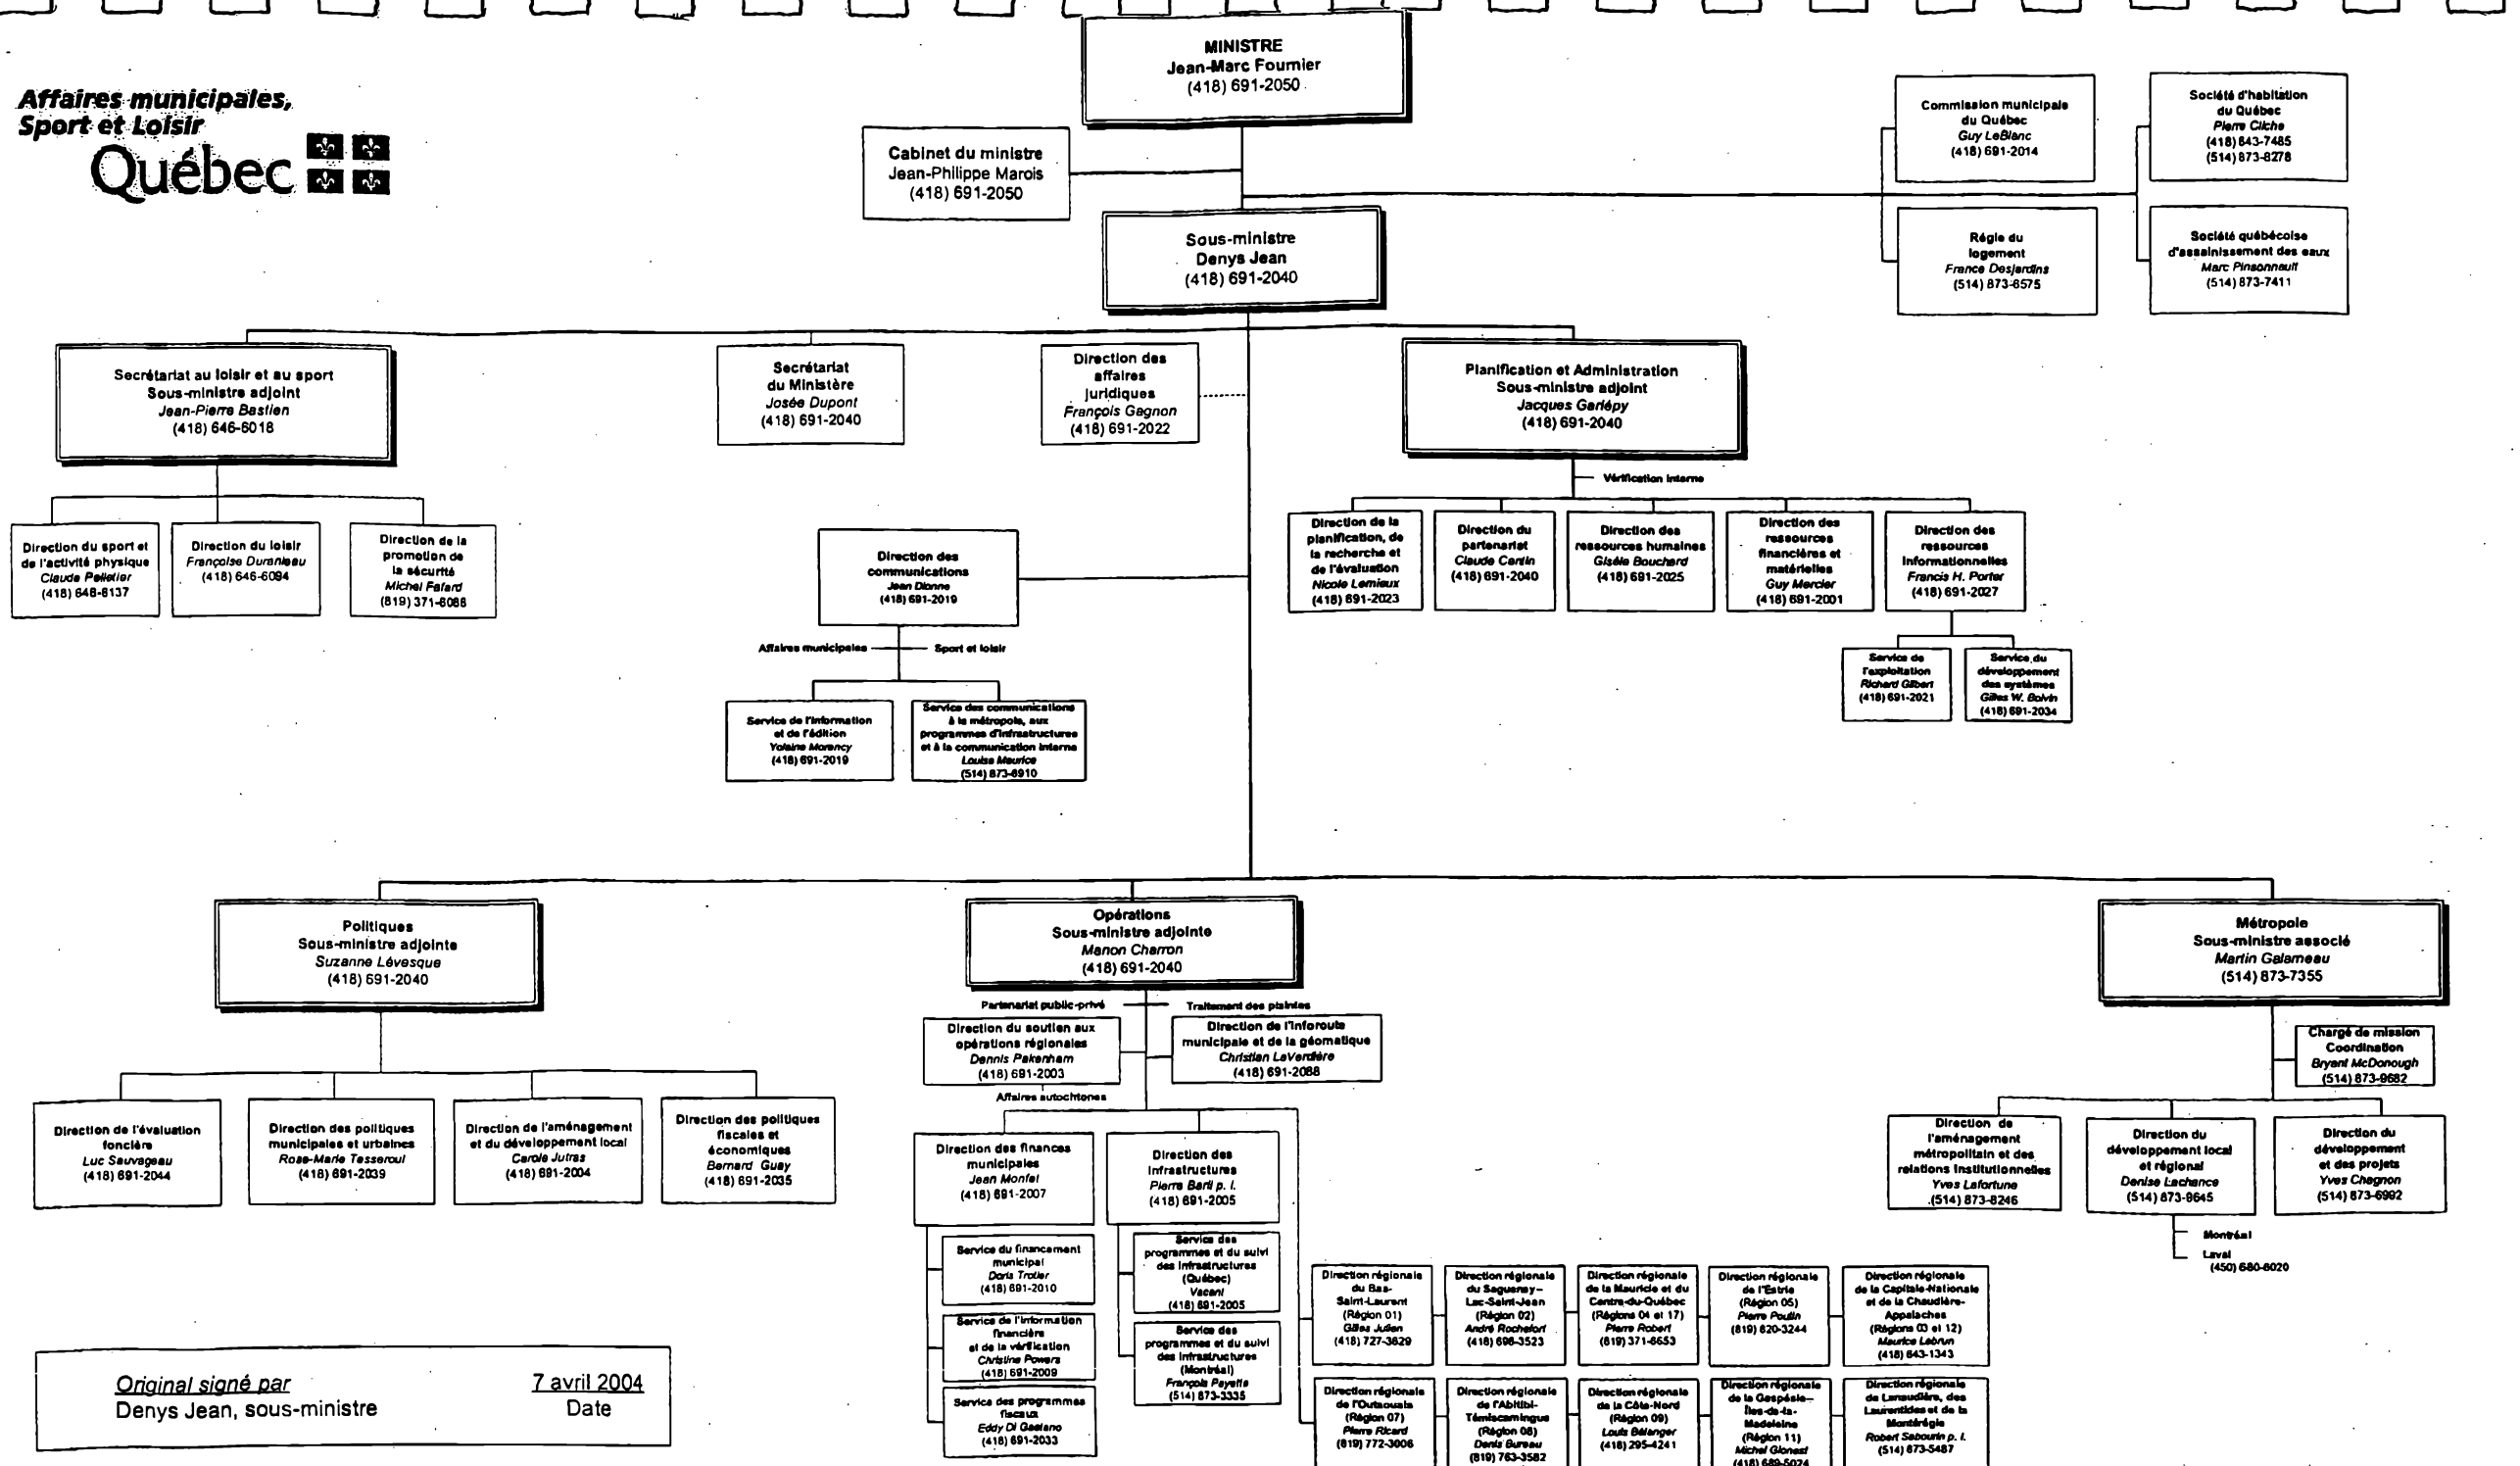 Affaires municipales,
Sport et Loisir
Québec
MINISTRE
Jean-Marc Fournier
(418) 691-2050
Cabinet du ministre
Jean-Philippe Marois
(418) 691-2050
Sous-ministre
Denys Jean
(418) 691-2040
Commission municipale
du Québec
Guy LeBlanc
(418) 691-2014
Société d'habitation
du Québec
Pierre Cliche
(418) 643-7485
(514) 873-8278
Régie du
logement
France Desjardins
(514) 873-6575
Société québécoise
d'assainissement des eaux
Marc Pinsonnault
(514) 873-7411
Secrétariat au loisir et au sport
Sous-ministre adjoint
Jean-Pierre Bastien
(418) 646-6018
Secrétariat
du Ministère
Josée Dupont
(418) 691-2040
Direction des
affaires
juridiques
François Gagnon
(418) 691-2022
Planification et Administration
Sous-ministre adjoint
Jacques Gariépy
(418) 691-2040
Vérification interne
Direction du sport et
de l'activité physique
Claude Pelletier
(418) 646-6137
Direction du loisir
Françoise Duranleau
(418) 646-6094
Direction de la
promotion de
la sécurité
Michel Fafard
(819) 371-6066
Direction des
communications
Jean Dionne
(418) 691-2019
Affaires municipales
Sport et loisir
Service de l'information
et de l'édition
Yolaine Morency
(418) 691-2019
Service des communications
à la métropole, aux
programmes d'infrastructures
et à la communication interne
Louise Maurice
(514) 873-6910
Direction de la
planification, de
la recherche et
de l'évaluation
Nicole Lemieux
(418) 691-2023
Direction du
partenariat
Claude Cantin
(418) 691-2040
Direction des
ressources humaines
Gisèle Bouchard
(418) 691-2025
Direction des
ressources
financières et
matérielles
Guy Mercier
(418) 691-2001
Direction des
ressources
informationnelles
Francis H. Porter
(418) 691-2027
Service de
l'exploitation
Richard Gilbert
(418) 691-2021
Service du
développement
des systèmes
Gilles W. Boivin
(418) 691-2034
Politiques
Sous-ministre adjointe
Suzanne Lévesque
(418) 691-2040
Opérations
Sous-ministre adjointe
Manon Charron
(418) 691-2040
Métropole
Sous-ministre associé
Martin Galarneau
(514) 873-7355
Direction de l'évaluation
foncière
Luc Sauvageau
(418) 691-2044
Direction des politiques
municipales et urbaines
Rose-Marie Tasseroul
(418) 691-2039
Direction de l'aménagement
et du développement local
Carole Jutras
(418) 691-2004
Direction des politiques
fiscales et
économiques
Bernard Guay
(418) 691-2035
Partenariat public-privé
Traitement des plaintes
Direction du soutien aux
opérations régionales
Dennis Pakenham
(418) 691-2003
Affaires autochtones
Direction de l'inforoute
municipale et de la géomatique
Christian LaVerdière
(418) 691-2088
Direction des finances
municipales
Jean Monfet
(418) 691-2007
Direction des
infrastructures
Pierre Baril p. i.
(418) 691-2005
Service du financement
municipal
Doris Trotier
(418) 691-2010
Service de l'information
financière
et de la vérification
Christine Powers
(418) 691-2009
Service des programmes
fiscaux
Eddy Di Gaetano
(418) 691-2033
Service des
programmes et du suivi
des infrastructures
(Québec)
Vacant
(418) 691-2005
Service des
programmes et du suivi
des infrastructures
(Montréal)
François Payette
(514) 873-3335
Direction régionale
du Bas-
Saint-Laurent
(Région 01)
Gilles Julien
(418) 727-3629
Direction régionale
du Saguenay–
Lac-Saint-Jean
(Région 02)
André Rochefort
(418) 698-3523
Direction régionale
de la Mauricie et du
Centre-du-Québec
(Régions 04 et 17)
Pierre Robert
(819) 371-6653
Direction régionale
de l'Estrie
(Région 05)
Pierre Poulin
(819) 820-3244
Direction régionale
de la Capitale-Nationale
et de la Chaudière-
Appalaches
(Régions 03 et 12)
Maurice Lebrun
(418) 643-1343
Direction régionale
de l'Outaouais
(Région 07)
Pierre Ricard
(819) 772-3006
Direction régionale
de l'Abitibi-
Témiscamingue
(Région 08)
Denis Bureau
(819) 763-3582
Direction régionale
de la Côte-Nord
(Région 09)
Louis Bélanger
(418) 295-4241
Direction régionale
de la Gaspésie–
Îles-de-la-
Madeleine
(Région 11)
Michel Gionest
(418) 689-5024
Direction régionale
de Lanaudière, des
Laurentides et de la
Montérégie
Robert Sabourin p. i.
(514) 873-5487
Chargé de mission
Coordination
Bryant McDonough
(514) 873-9682
Direction de
l'aménagement
métropolitain et des
relations institutionnelles
Yves Lafortune
(514) 873-8246
Direction du
développement local
et régional
Denise Lachance
(514) 873-9645
Montréal
Laval
(450) 680-6020
Direction du
développement
et des projets
Yves Chagnon
(514) 873-6992
Original signé par
Denys Jean, sous-ministre
7 avril 2004
Date